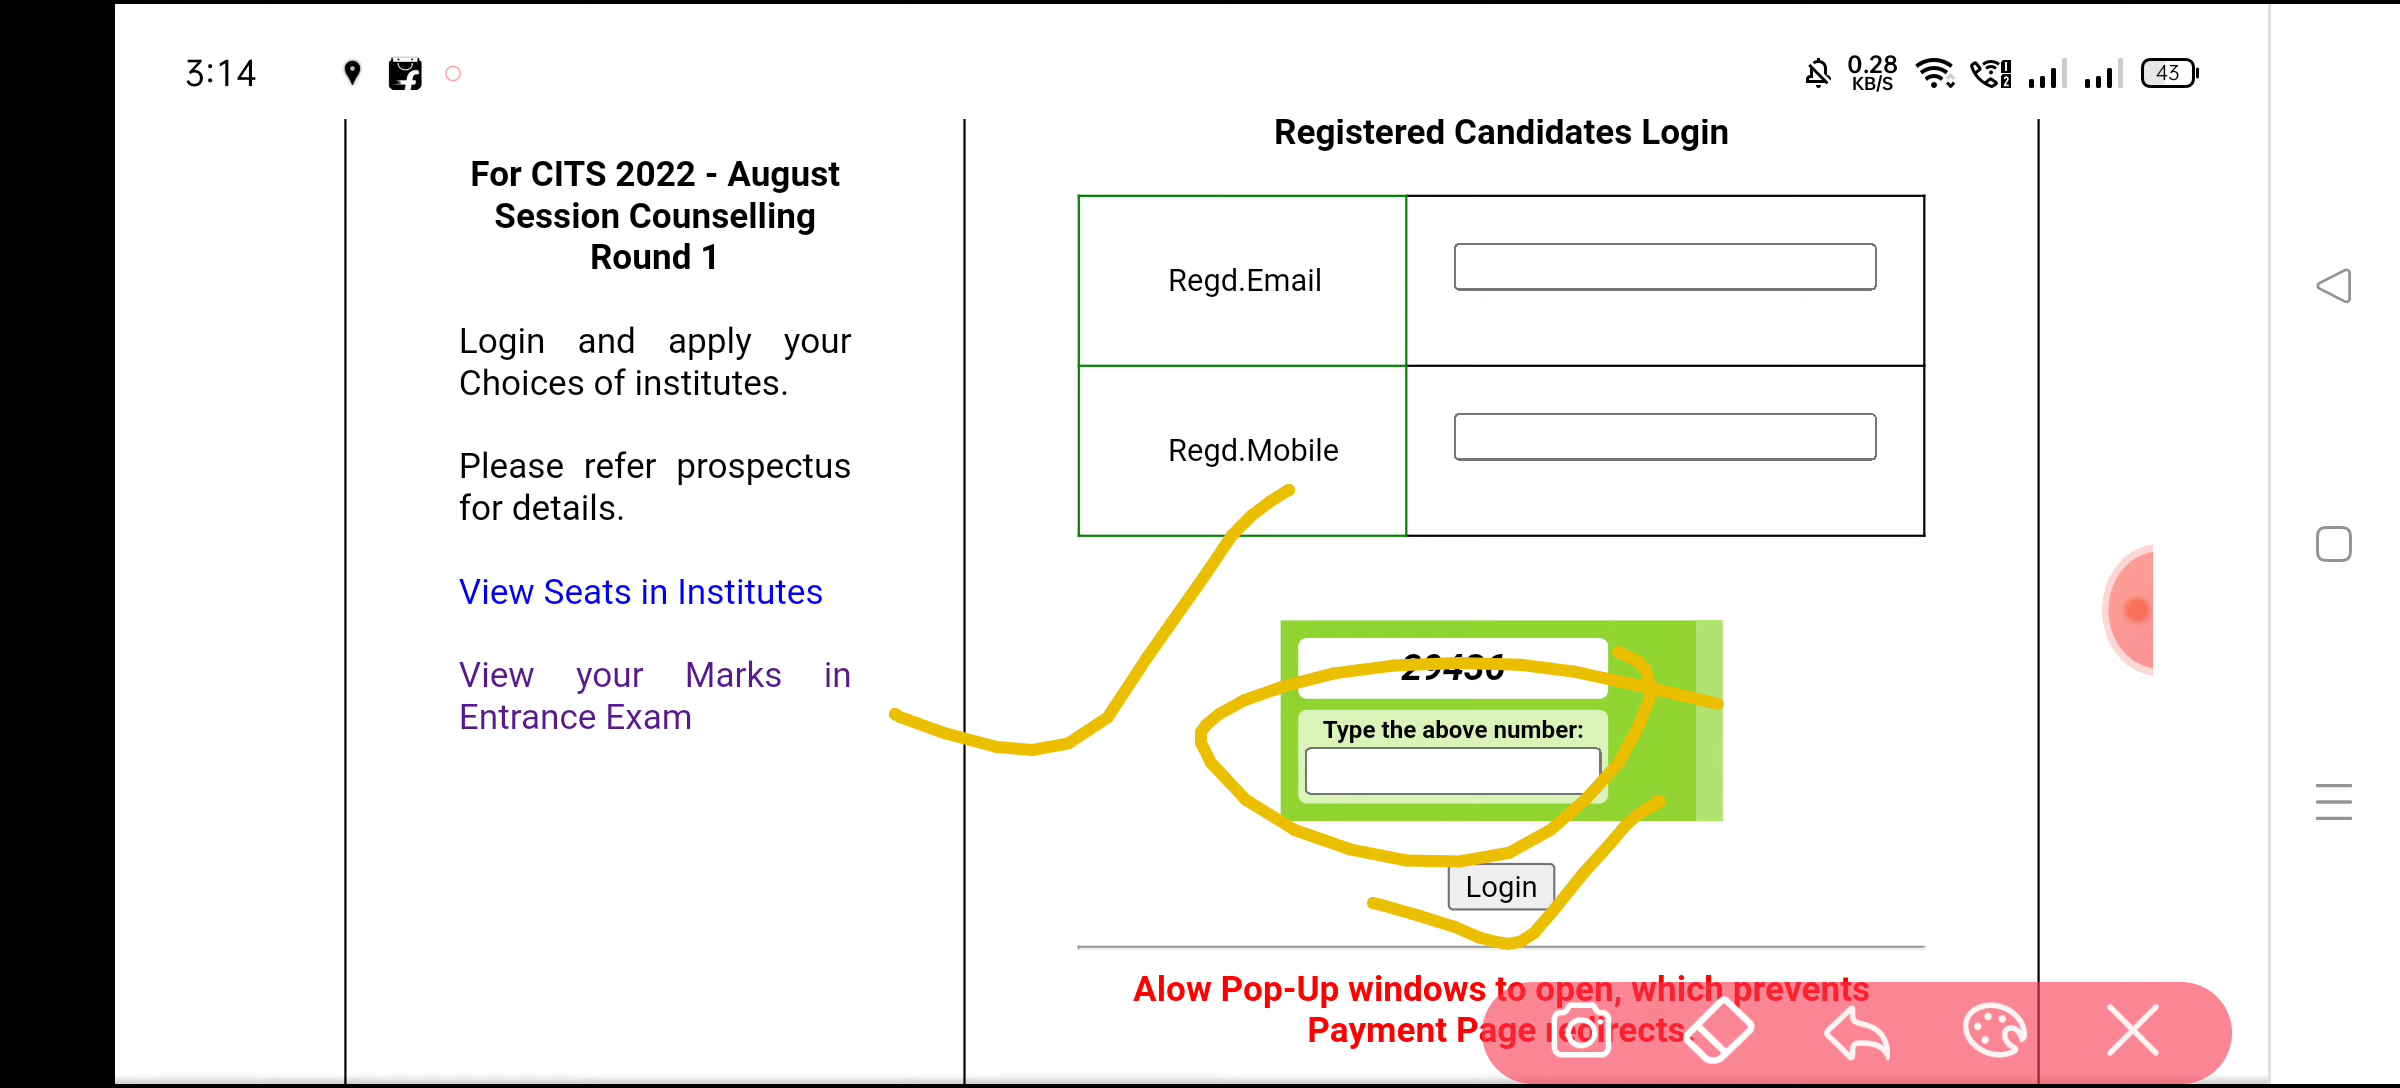 3:14
0.28
KB/S
43
For CITS 2022 - August
Session Counselling
Round 1
Login and apply your
Choices of institutes.
Please refer prospectus
for details.
View Seats in Institutes
View your Marks in
Entrance Exam
Registered Candidates Login
Regd.Email
Regd.Mobile
Type the above number:
Login
Alow Pop-Up windows to open, which prevents
Payment Page redirects.